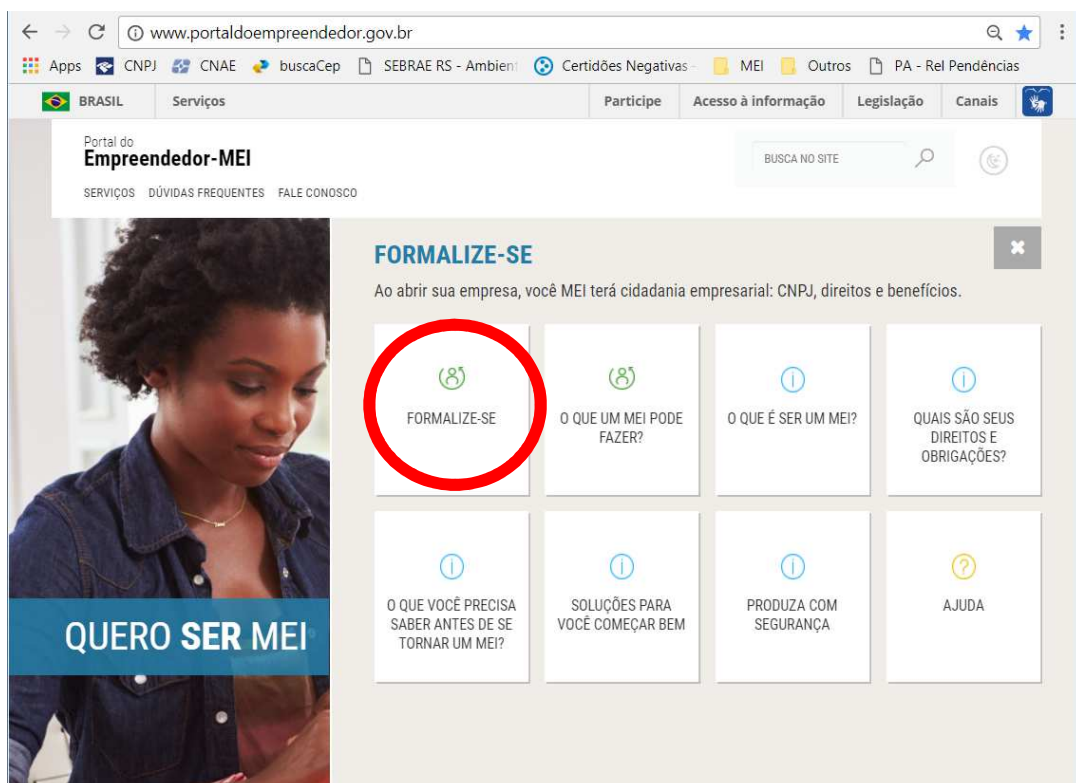 www.portaldoempreendedor.gov.br
Apps CNPJ CNAE buscaCep SEBRAE RS - Ambien Certidões Negativas - MEI Outros PA - Rel Pendências
BRASIL Serviços Participe Acesso à informação Legislação Canais
Portal do
Empreendedor-MEI
BUSCA NO SITE
SERVIÇOS DÚVIDAS FREQUENTES FALE CONOSCO
FORMALIZE-SE
Ao abrir sua empresa, você MEI terá cidadania empresarial: CNPJ, direitos e benefícios.
FORMALIZE-SE
O QUE UM MEI PODE
FAZER?
O QUE É SER UM MEI?
QUAIS SÃO SEUS
DIREITOS E
OBRIGAÇÕES?
O QUE VOCÊ PRECISA
SABER ANTES DE SE
TORNAR UM MEI?
SOLUÇÕES PARA
VOCÊ COMEÇAR BEM
PRODUZA COM
SEGURANÇA
AJUDA
QUERO SER MEI